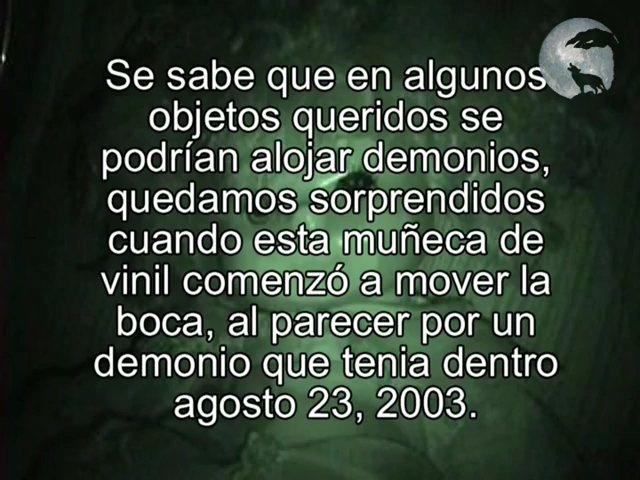 Se sabe que en algunos
objetos queridos se
podrían alojar demonios,
quedamos sorprendidos
cuando esta muñeca de
vinil comenzó a mover la
boca, al parecer por un
demonio que tenia dentro
agosto 23, 2003.